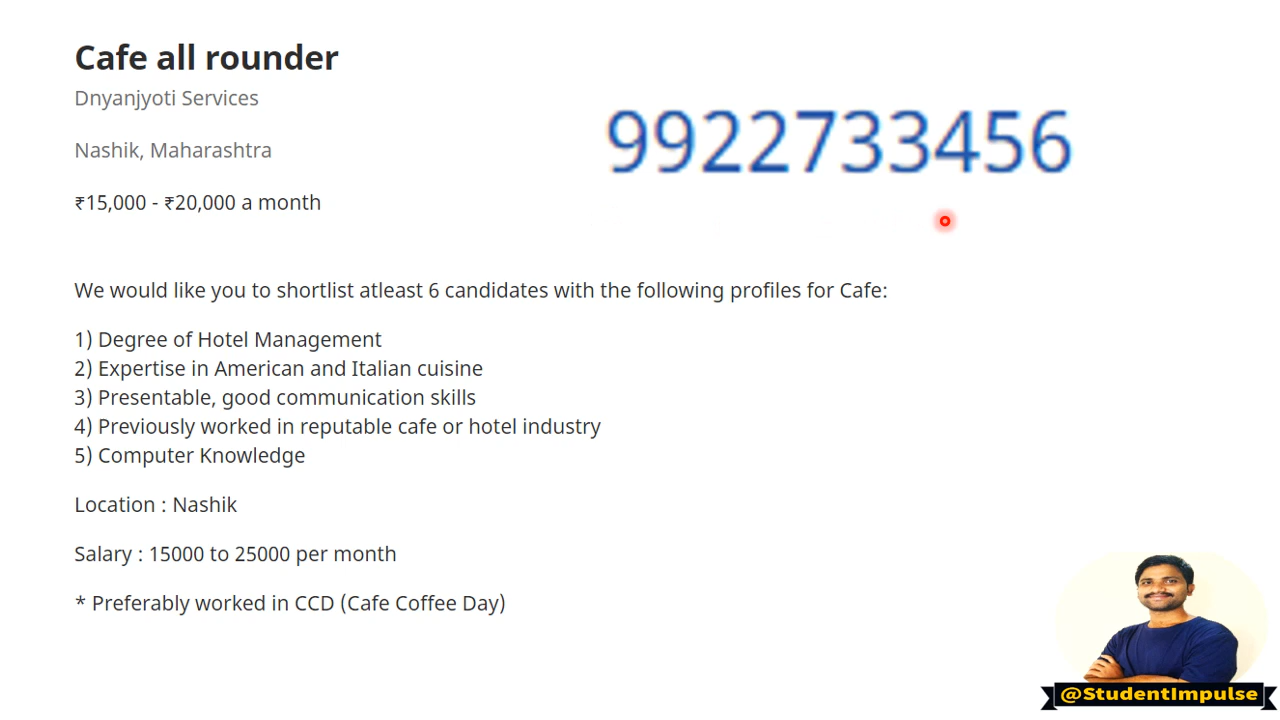 Cafe all rounder
Dnyanjyoti Services
Nashik, Maharashtra
₹15,000 - ₹20,000 a month
9922733456
We would like you to shortlist atleast 6 candidates with the following profiles for Cafe:
1) Degree of Hotel Management
2) Expertise in American and Italian cuisine
3) Presentable, good communication skills
4) Previously worked in reputable cafe or hotel industry
5) Computer Knowledge
Location : Nashik
Salary : 15000 to 25000 per month
* Preferably worked in CCD (Cafe Coffee Day)
@StudentImpulse